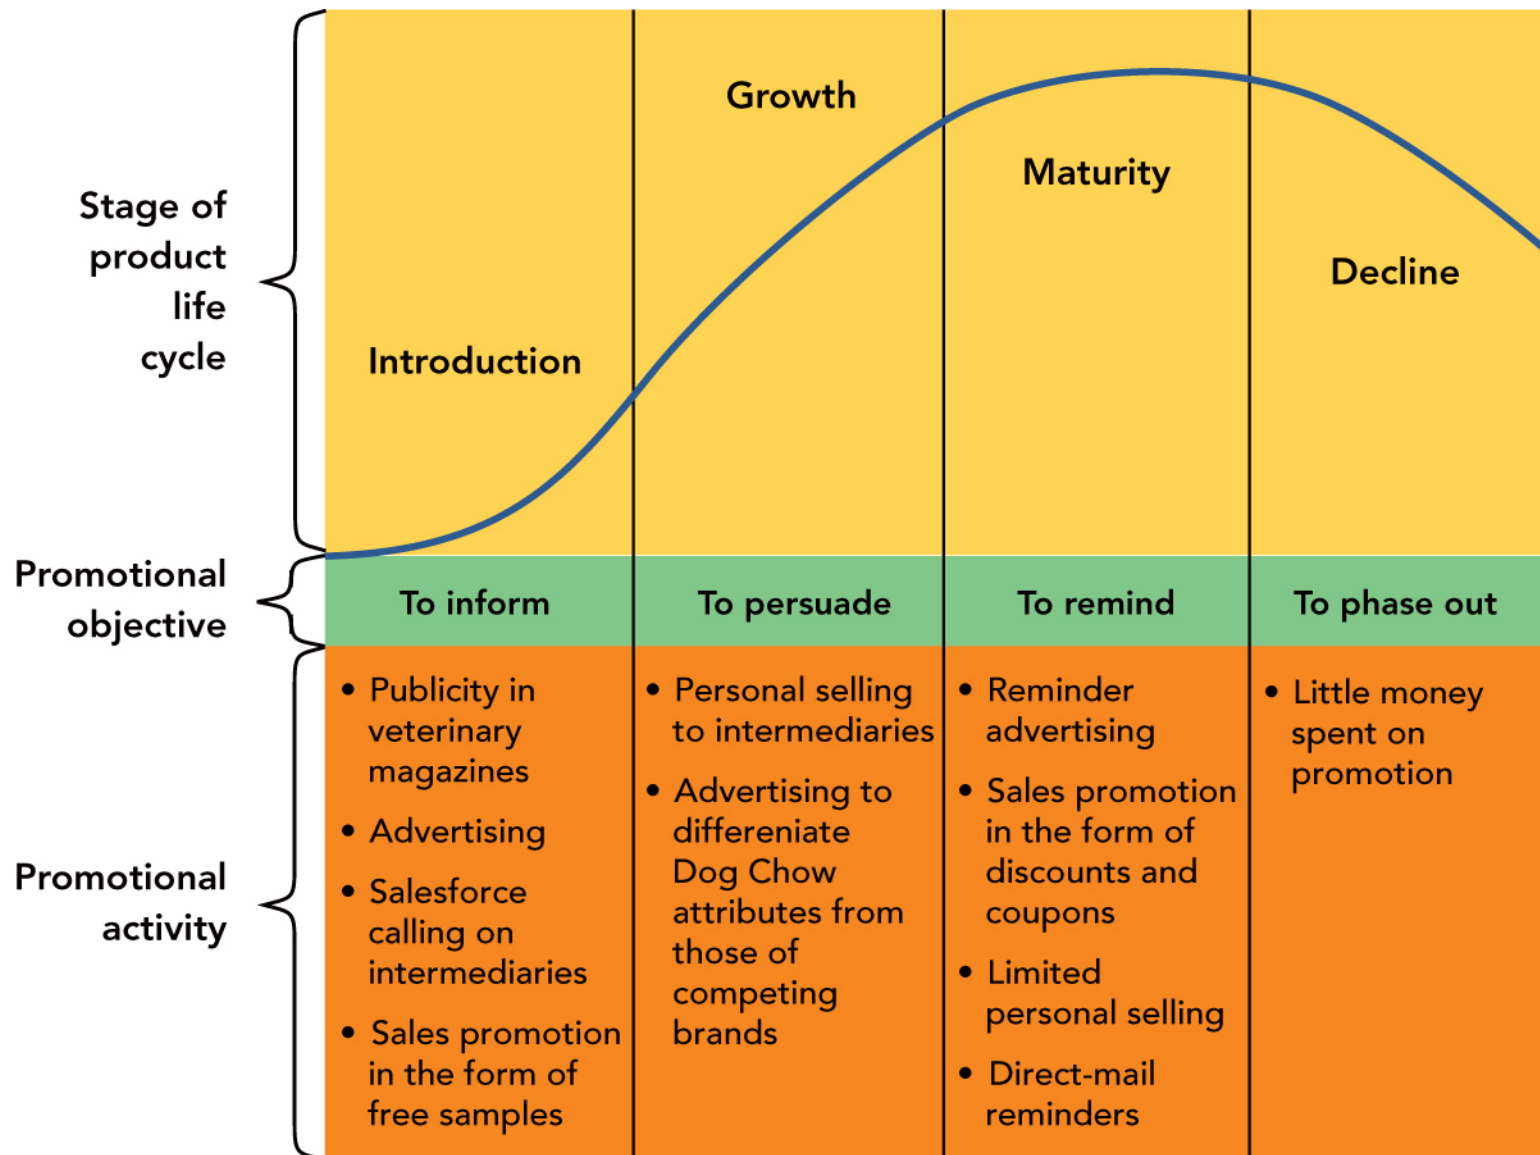 Stage of
product
life
cycle
Introduction
Growth
Maturity
Decline
Promotional
objective
To inform
To persuade
To remind
To phase out
Promotional
activity
• Publicity in
veterinary
magazines
• Advertising
• Salesforce
calling on
intermediaries
• Sales promotion
in the form of
free samples
• Personal selling
to intermediaries
• Advertising to
differeniate
Dog Chow
attributes from
those of
competing
brands
• Reminder
advertising
• Sales promotion
in the form of
discounts and
coupons
• Limited
personal selling
• Direct-mail
reminders
• Little money
spent on
promotion